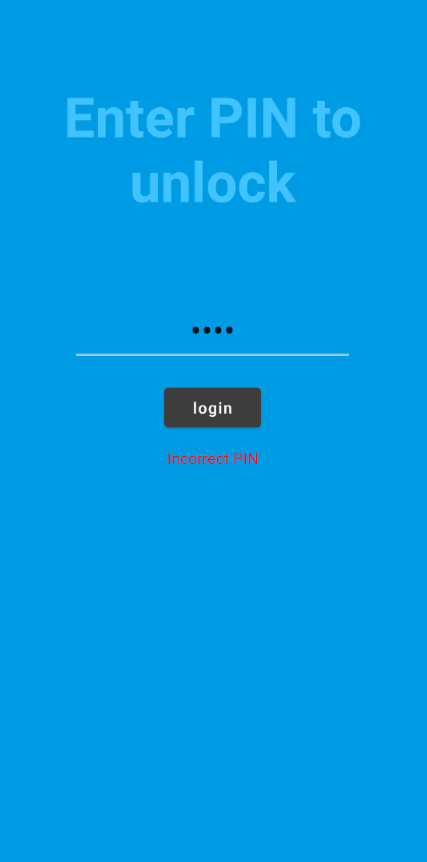 Enter PIN to
unlock
••••
login
Incorrect PIN